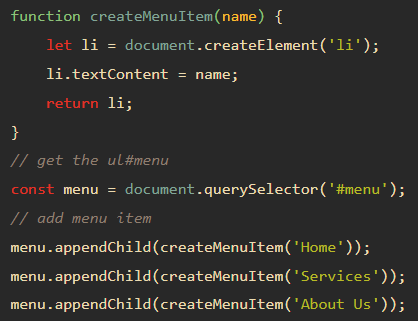 function createMenuItem(name) {
    let li = document.createElement('li');
    li.textContent = name;
    return li;
}
// get the ul#menu
const menu = document.querySelector('#menu');
// add menu item
menu.appendChild(createMenuItem('Home'));
menu.appendChild(createMenuItem('Services'));
menu.appendChild(createMenuItem('About Us'));